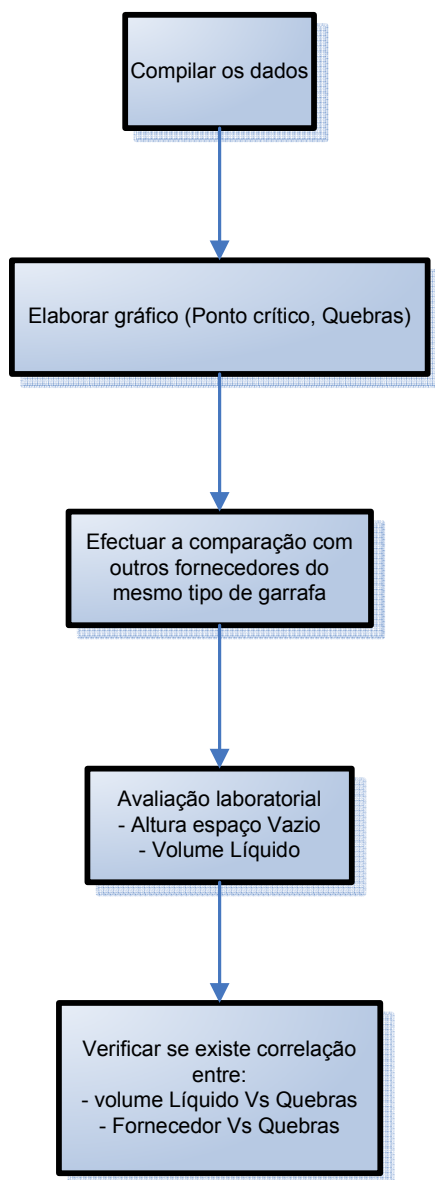 Compilar os dados
Elaborar gráfico (Ponto crítico, Quebras)
Efectuar a comparação com
outros fornecedores do
mesmo tipo de garrafa
Avaliação laboratorial
- Altura espaço Vazio
- Volume Líquido
Verificar se existe correlação
entre:
- volume Líquido Vs Quebras
- Fornecedor Vs Quebras